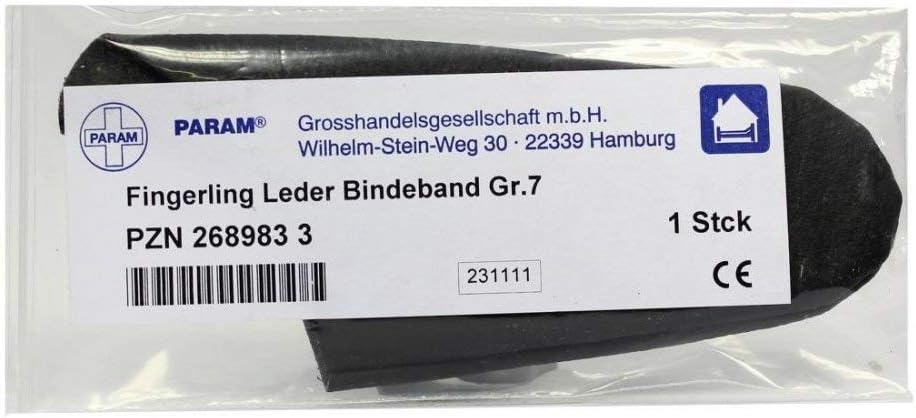 PARAM
PARAM®
Grosshandelsgesellschaft m.b.H.
Wilhelm-Stein-Weg 30 · 22339 Hamburg
Fingerling Leder Bindeband Gr.7
PZN 268983 3
1 Stck
231111
CE